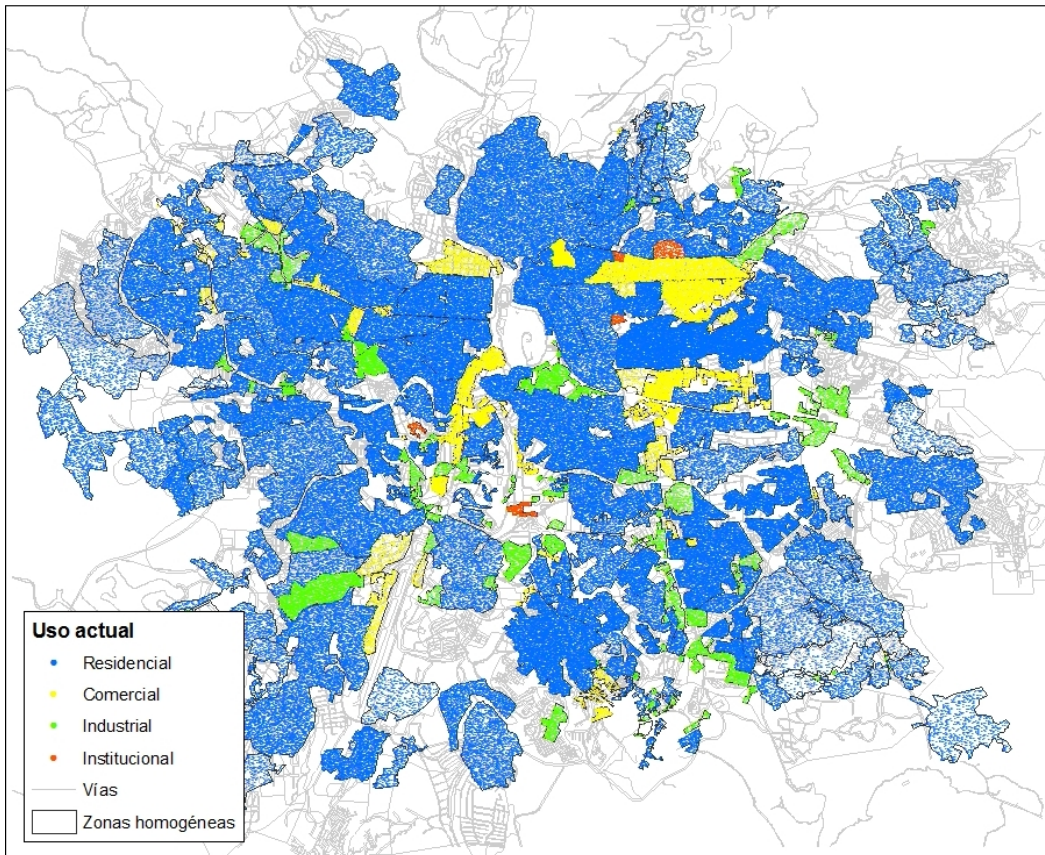 Uso actual
Residencial
Comercial
Industrial
Institucional
Vías
Zonas homogéneas